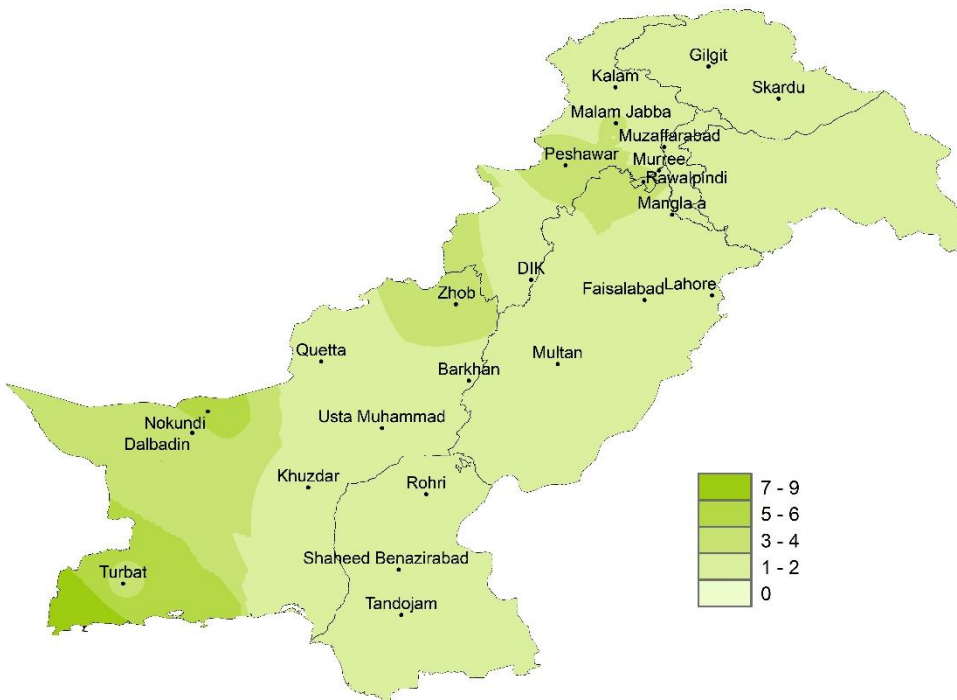 Gilgit
Kalam
Skardu
Malam Jabba
Muzaffarabad
Peshawar
Murree
Rawalpindi
Mangla a
DIK
Zhob
Faisalabad
Lahore
Quetta
Multan
Barkhan
Nokundi
Usta Muhammad
Dalbadin
Khuzdar
Rohri
7 - 9
5 - 6
3 - 4
1 - 2
0
Shaheed Benazirabad
Turbat
Tandojam